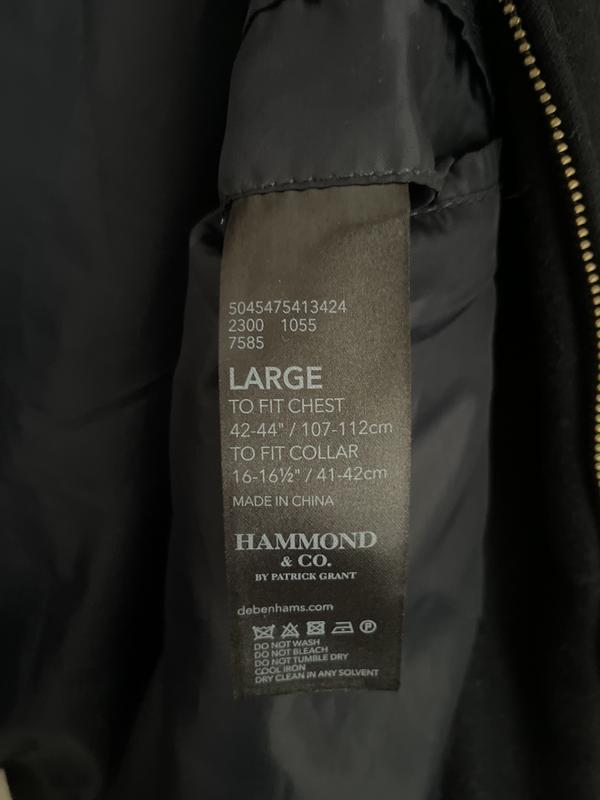 5045475413424
2300 1055
7585
LARGE
TO FIT CHEST
42-44" / 107-112cm
TO FIT COLLAR
16-16½" / 41-42cm
MADE IN CHINA
HAMMOND
& CO.
BY PATRICK GRANT
debenhams.com
P
DO NOT WASH
DO NOT BLEACH
DO NOT TUMBLE DRY
COOL IRON
DRY CLEAN IN ANY SOLVENT